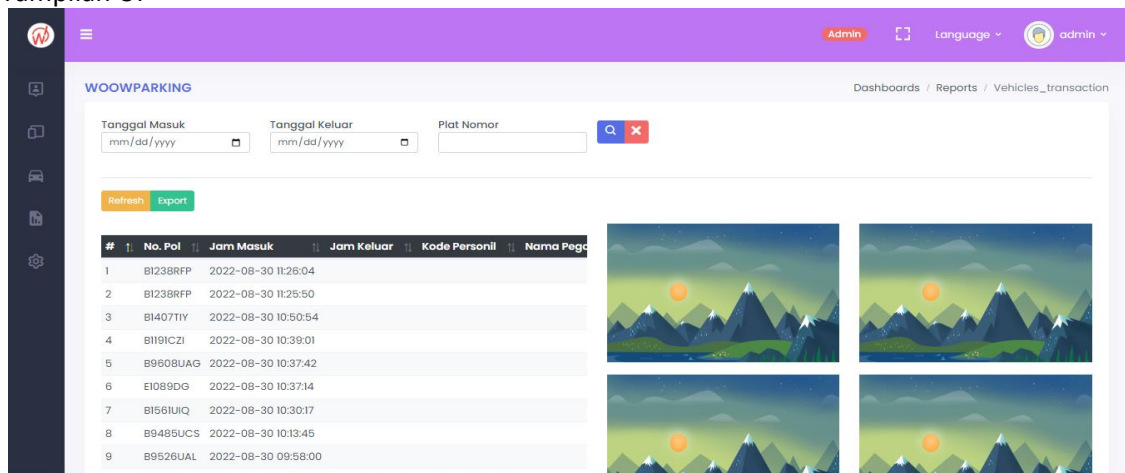 Admin
Language
admin
WOOWPARKING
Dashboards / Reports / Vehicles_transaction
Tanggal Masuk
Tanggal Keluar
Plat Nomor
mm/dd/yyyy
mm/dd/yyyy
Refresh
Export
# No. Pol Jam Masuk Jam Keluar Kode Personil Nama Pega
1 B1238RFP 2022-08-30 11:26:04
2 B1238RFP 2022-08-30 11:25:50
3 B1407TIY 2022-08-30 10:50:54
4 B1191CZI 2022-08-30 10:39:01
5 B9608UAG 2022-08-30 10:37:42
6 E1089DG 2022-08-30 10:37:14
7 B1561UIQ 2022-08-30 10:30:17
8 B9485UCS 2022-08-30 10:13:45
9 B9526UAL 2022-08-30 09:58:00